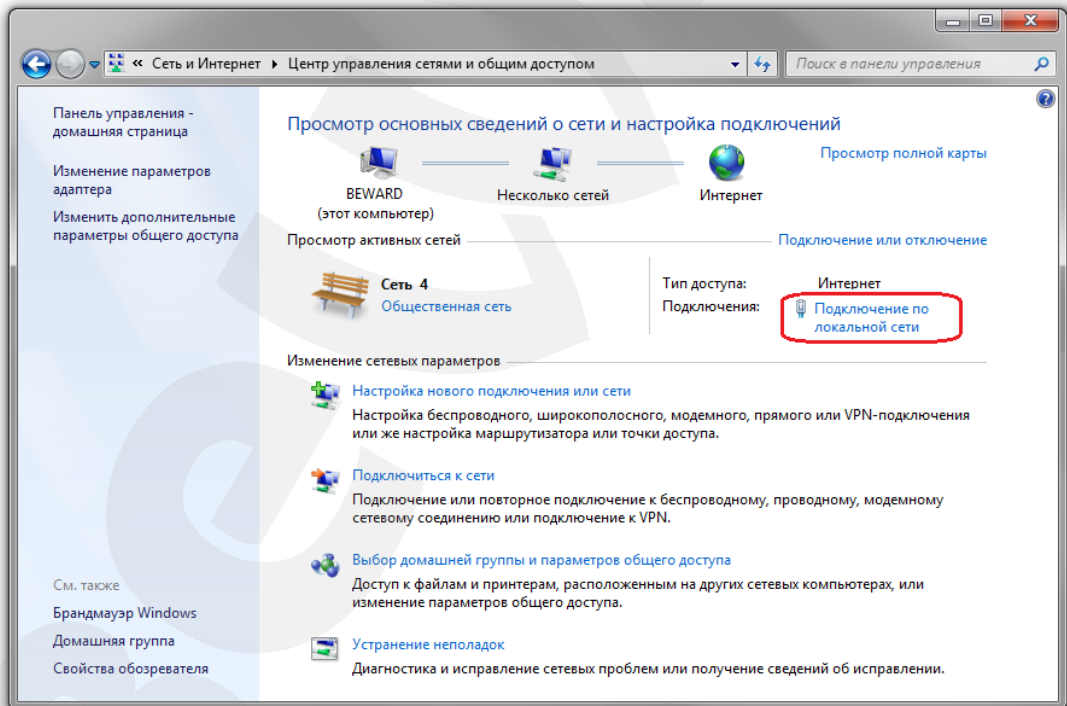 « Сеть и Интернет ▸ Центр управления сетями и общим доступом
Поиск в панели управления
Панель управления -
домашняя страница
Изменение параметров
адаптера
Изменить дополнительные
параметры общего доступа
Просмотр основных сведений о сети и настройка подключений
Просмотр полной карты
BEWARD
(этот компьютер)
Несколько сетей
Интернет
Просмотр активных сетей
Подключение или отключение
Сеть 4
Общественная сеть
Тип доступа: Интернет
Подключения: Подключение по
локальной сети
Изменение сетевых параметров
Настройка нового подключения или сети
Настройка беспроводного, широкополосного, модемного, прямого или VPN-подключения
или же настройка маршрутизатора или точки доступа.
Подключиться к сети
Подключение или повторное подключение к беспроводному, проводному, модемному
сетевому соединению или подключение к VPN.
Выбор домашней группы и параметров общего доступа
Доступ к файлам и принтерам, расположенным на других сетевых компьютерах, или
изменение параметров общего доступа.
Устранение неполадок
Диагностика и исправление сетевых проблем или получение сведений об исправлении.
См. также
Брандмауэр Windows
Домашняя группа
Свойства обозревателя